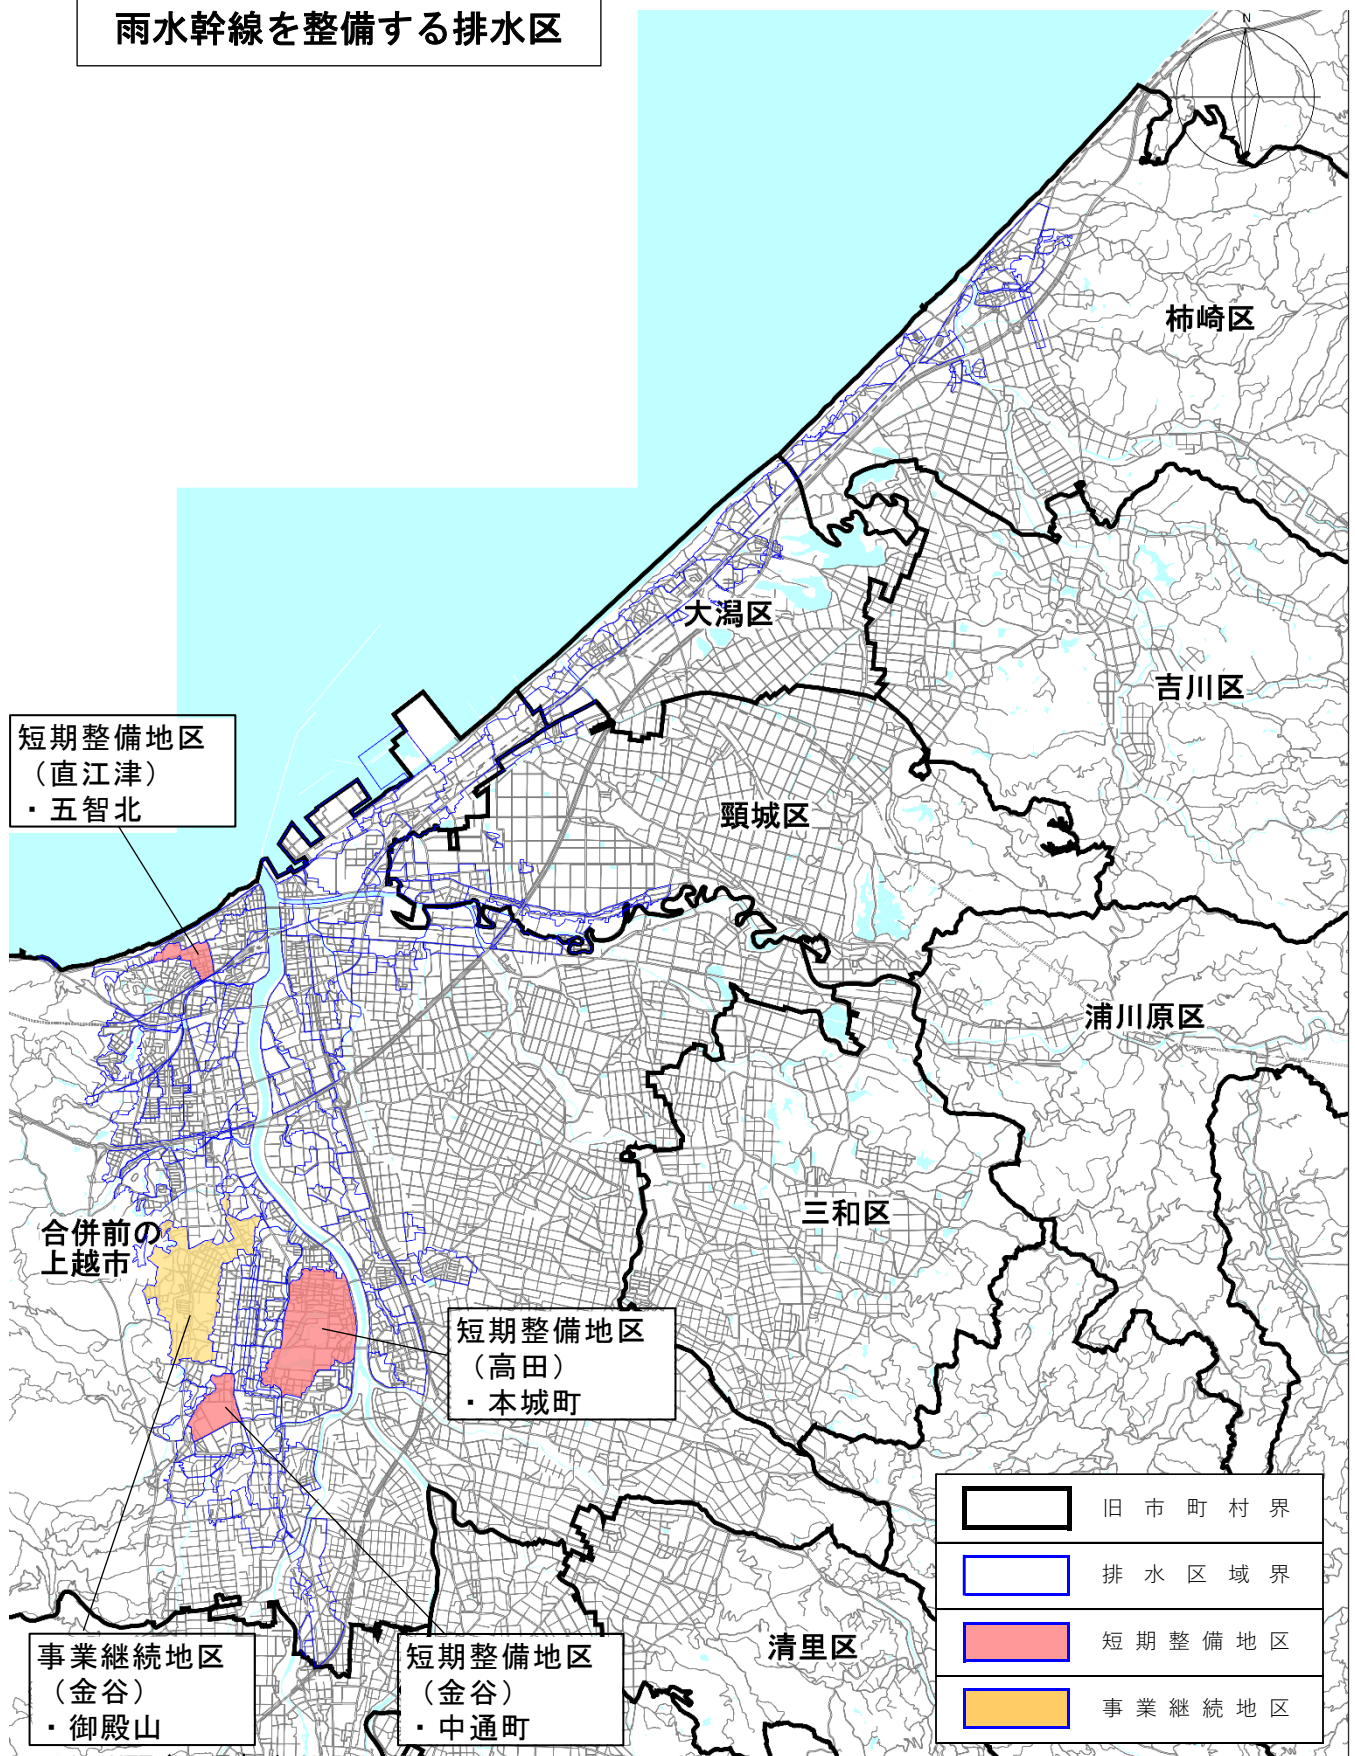 雨水幹線を整備する排水区
N
柿崎区
大潟区
吉川区
短期整備地区
（直江津）
・五智北
頸城区
浦川原区
三和区
合併前の
上越市
短期整備地区
（高田）
・本城町
旧市町村界
排水区域界
短期整備地区
事業継続地区
清里区
事業継続地区
（金谷）
・御殿山
短期整備地区
（金谷）
・中通町